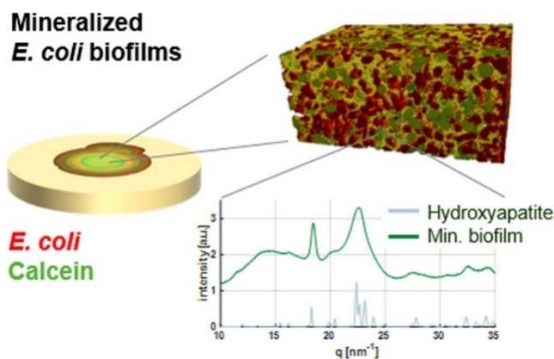 Mineralized
E. coli biofilms
E. coli
Calcein
Hydroxyapatite
Min. biofilm
intensity [a.u.]
3
2
1
0
10 15 20 25 30 35
q [nm⁻¹]